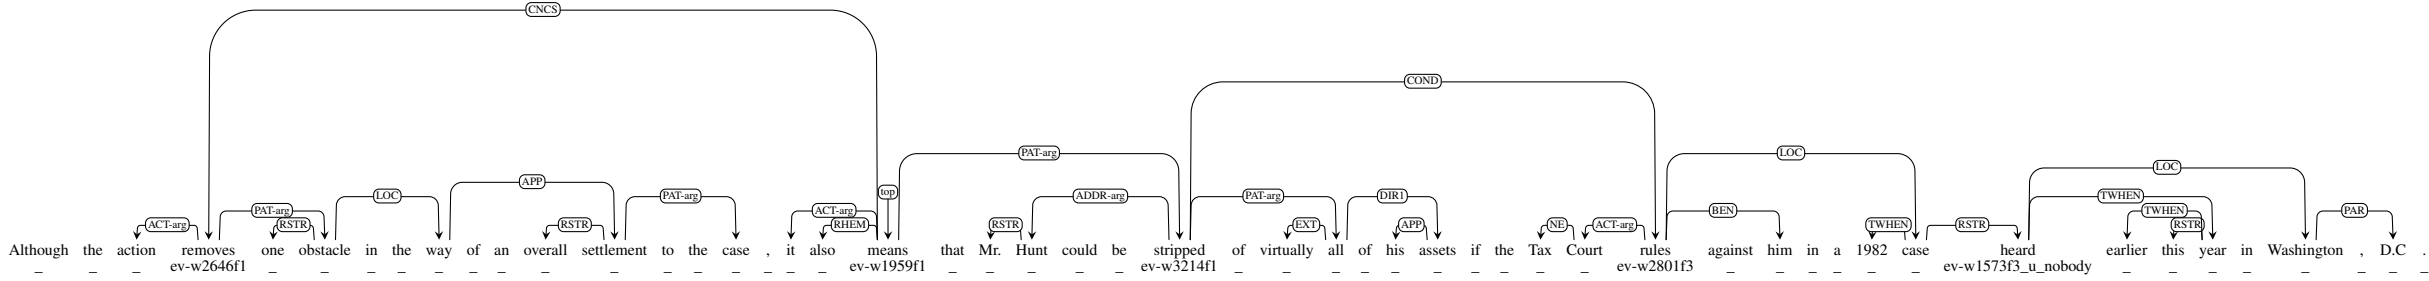 CNCS
COND
PAT-arg LOC
LOC
APP top
LOC PAT-arg ADDR-arg PAT-arg DIR1 TWHEN
PAT-arg ACT-arg BEN TWHEN PAR
ACT-arg RSTR RSTR RHEM RSTR EXT APP NE ACT-arg TWHEN RSTR RSTR
Although the action removes one obstacle in the way of an overall settlement to the case , it also means that Mr. Hunt could be stripped of virtually all of his assets if the Tax Court rules against him in a 1982 case heard earlier this year in Washington , D.C .
_ _ _ ev-w2646f1 _ _ _ _ _ _ _ _ _ _ _ _ _ _ _ ev-w1959f1 _ _ _ _ _ ev-w3214f1 _ _ _ _ _ _ _ _ _ _ ev-w2801f3 _ _ _ _ _ _ ev-w1573f3_u_nobody _ _ _ _ _ _ _ _